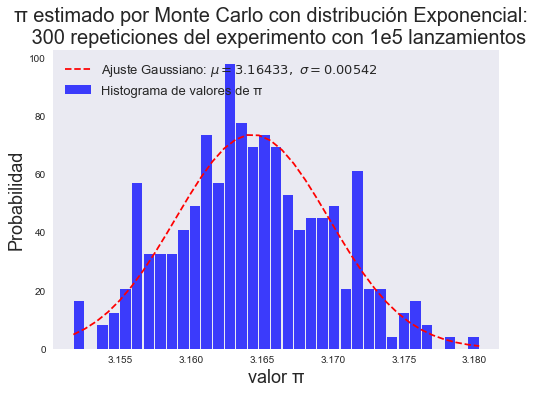 π estimado por Monte Carlo con distribución Exponencial:
300 repeticiones del experimento con 1e5 lanzamientos
Ajuste Gaussiano: μ = 3.16433, σ = 0.00542
Histograma de valores de π
Probabilidad
100
80
60
40
20
0
3.155 3.160 3.165 3.170 3.175 3.180
valor π